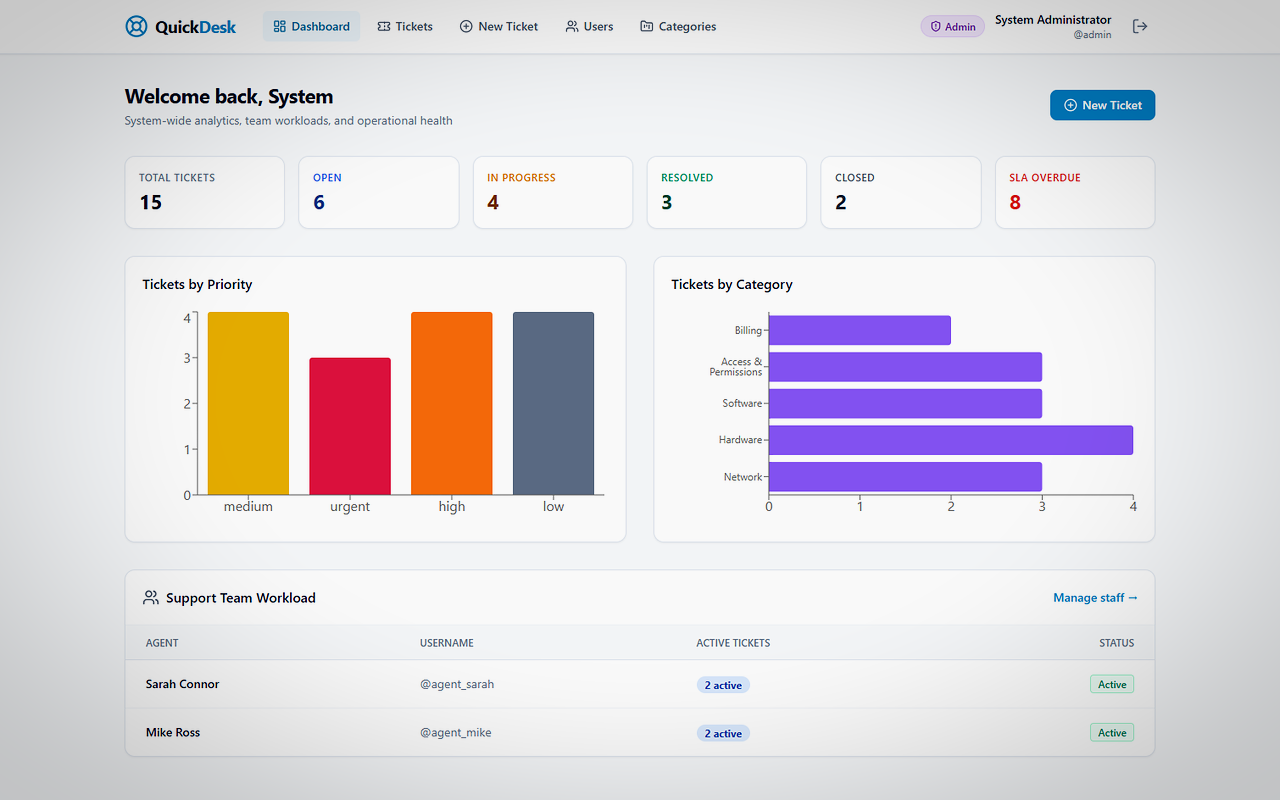 QuickDesk
Dashboard
Tickets
New Ticket
Users
Categories
Admin
System Administrator
@admin
Welcome back, System
System-wide analytics, team workloads, and operational health
New Ticket
TOTAL TICKETS
15
OPEN
6
IN PROGRESS
4
RESOLVED
3
CLOSED
2
SLA OVERDUE
8
Tickets by Priority
4
3
2
1
0
medium
urgent
high
low
Tickets by Category
Billing
Access &
Permissions
Software
Hardware
Network
0
1
2
3
4
Support Team Workload
Manage staff →
AGENT
USERNAME
ACTIVE TICKETS
STATUS
Sarah Connor
@agent_sarah
2 active
Active
Mike Ross
@agent_mike
2 active
Active